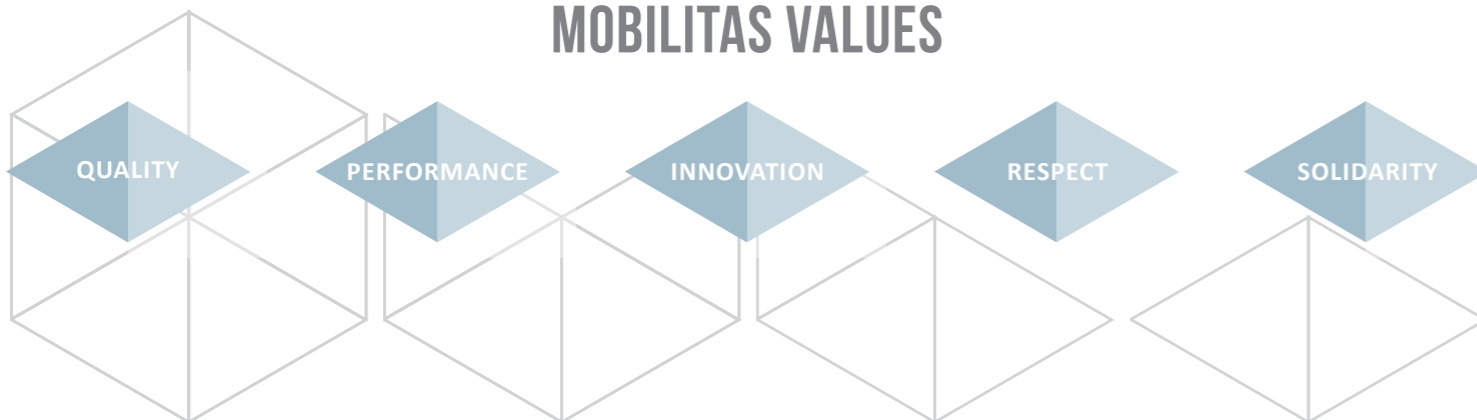 MOBILITAS VALUES
QUALITY
PERFORMANCE
INNOVATION
RESPECT
SOLIDARITY